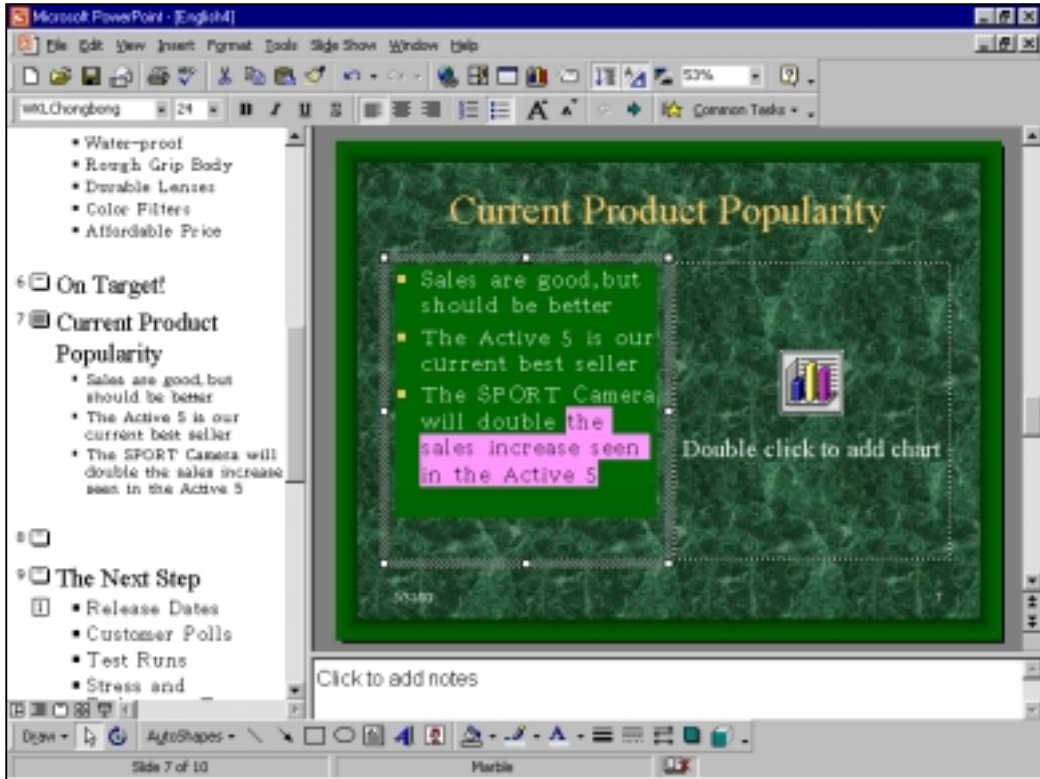 Microsoft PowerPoint - [English4]
File Edit View Insert Format Tools Slide Show Window Help
53%
WKLChongbong 24 B I U S A A Common Tasks
Water-proof
Rough Grip Body
Durable Lenses
Color Filters
Affordable Price
6 On Target!
7 Current Product
Popularity
Sales are good,but
should be better
The Active 5 is our
current best seller
The SPORT Camera will
double the sales increase
seen in the Active 5
8
9 The Next Step
1 Release Dates
Customer Polls
Test Runs
Stress and
Current Product Popularity
Sales are good,but
should be better
The Active 5 is our
current best seller
The SPORT Camera
will double the
sales increase seen
in the Active 5
Double click to add chart
7
Click to add notes
Draw AutoShapes
Slide 7 of 10 Marble